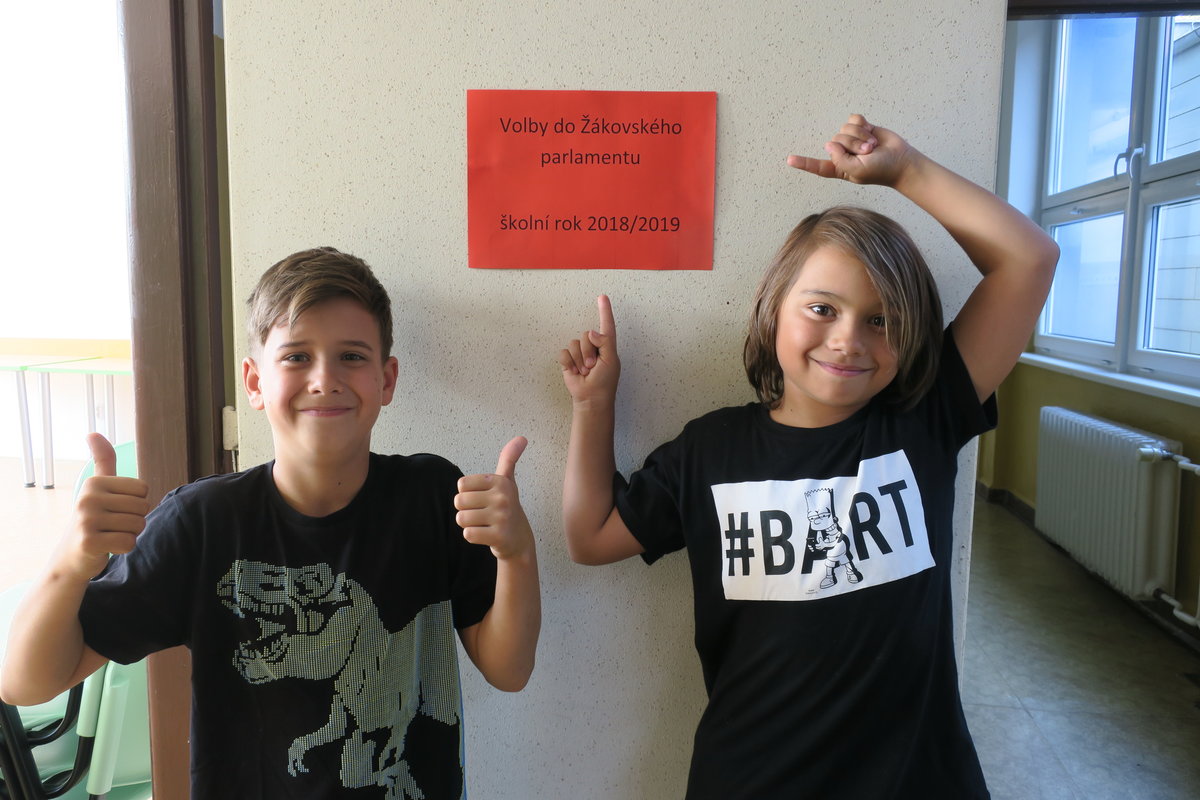 Volby do Žákovského
parlamentu
školní rok 2018/2019
#BART